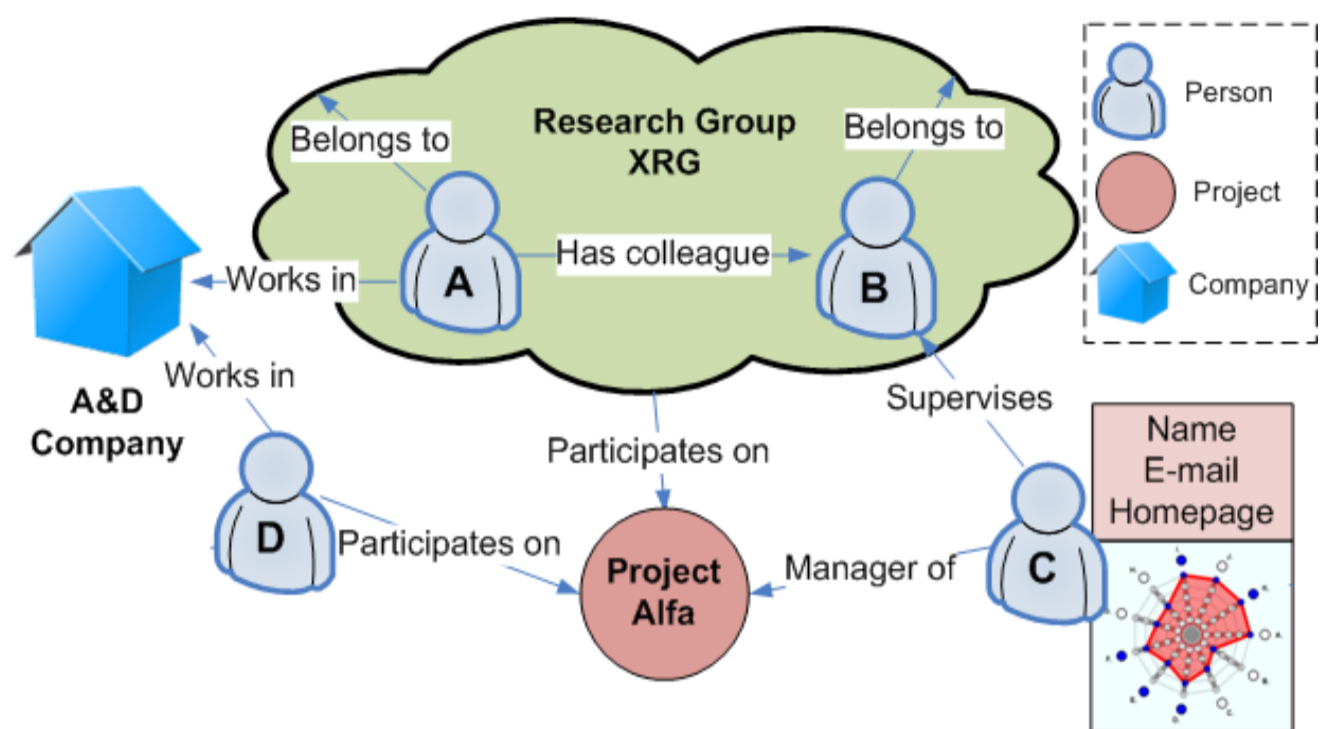 Research Group
XRG
Belongs to
Belongs to
A
Has colleague
B
Works in
Works in
A&D
Company
D
Participates on
Participates on
Project
Alfa
Manager of
Supervises
C
Name
E-mail
Homepage
Person
Project
Company